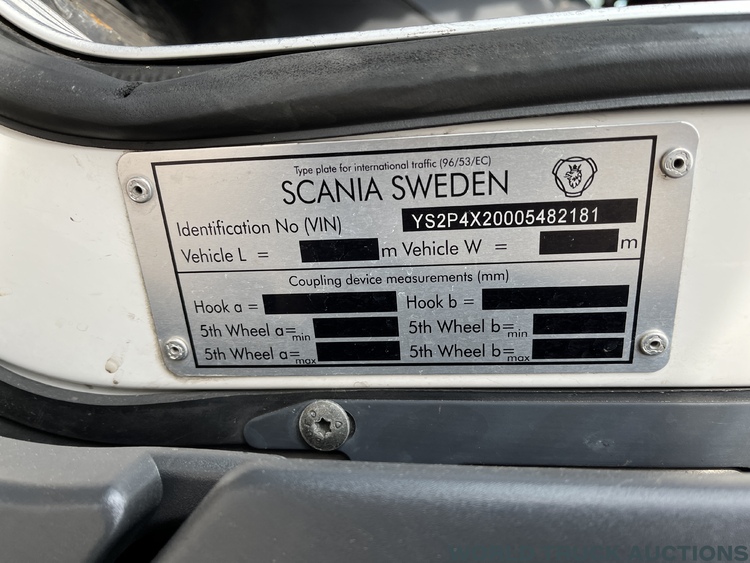 Type plate for international traffic (96/53/EC)
SCANIA SWEDEN
Identification No (VIN) YS2P4X20005482181
Vehicle L = m Vehicle W = m
Coupling device measurements (mm)
Hook a = Hook b =
5th Wheel a=min 5th Wheel b=min
5th Wheel a=max 5th Wheel b=max
AUCTIONS